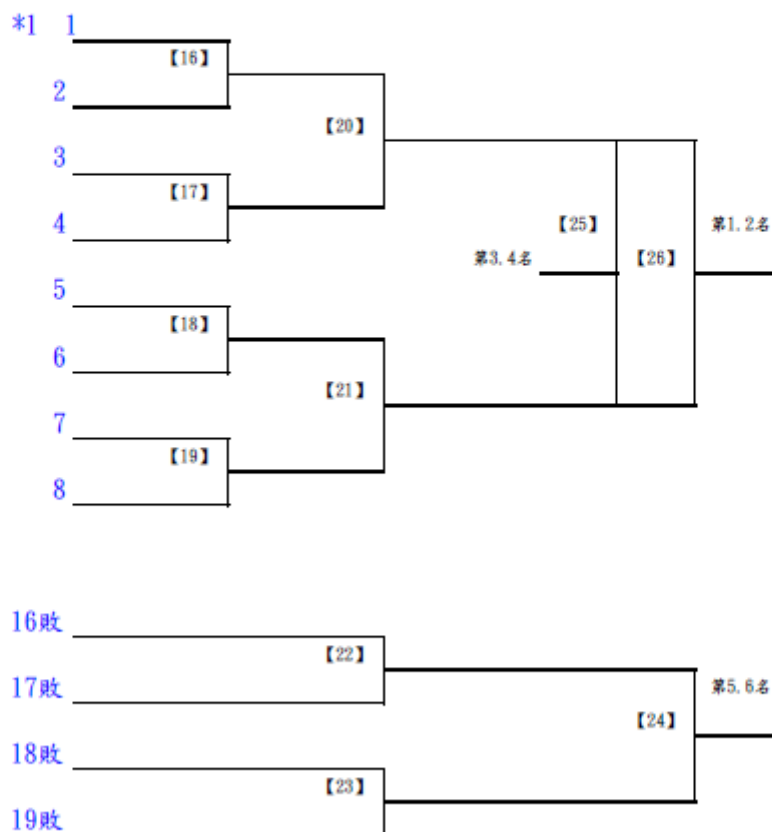 *1 1
【16】
2
【20】
3
【17】
4
【25】
第1.2名
第3.4名
【26】
5
【18】
6
【21】
7
【19】
8
16敗
【22】
17敗
第5.6名
【24】
18敗
【23】
19敗